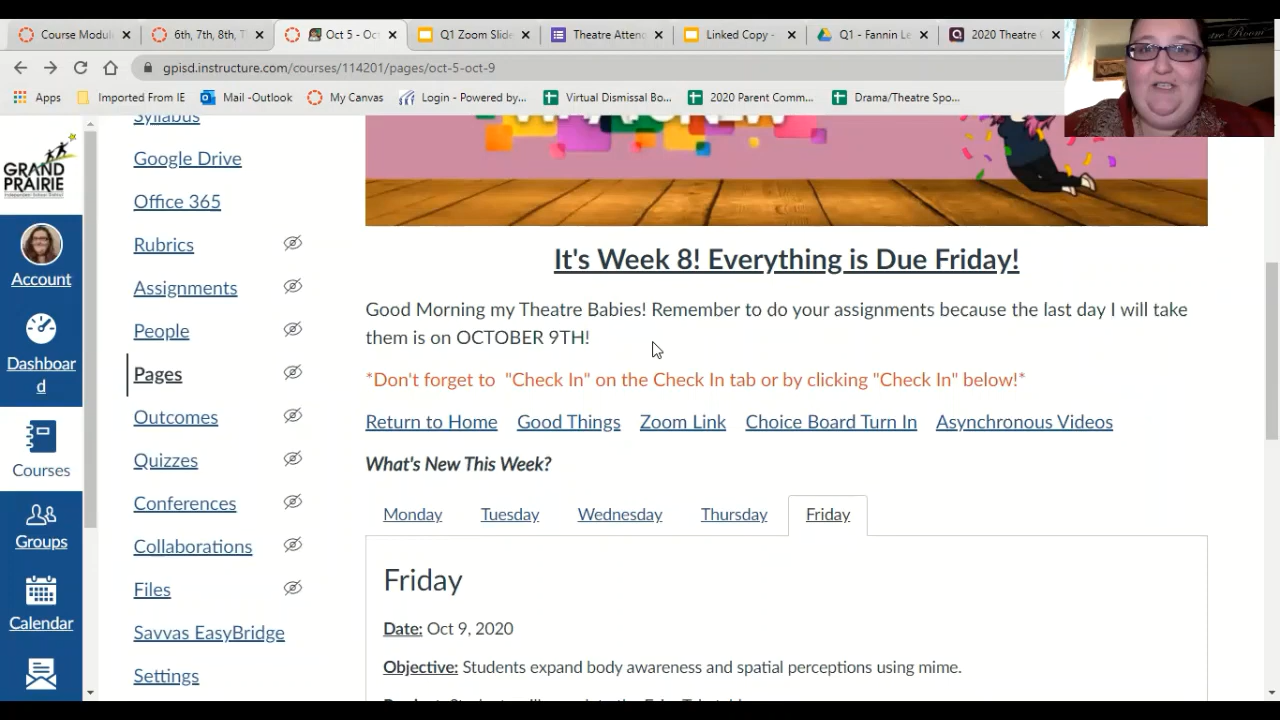 Course Modul
6th, 7th, 8th, T
Oct 5 - Oc
Q1 Zoom Slid
Theatre Atten
Linked Copy -
Q1 - Fannin Le
2020 Theatre
gpisd.instructure.com/courses/114201/pages/oct-5-oct-9
Apps
Imported From IE
Mail -Outlook
My Canvas
Login - Powered by...
Virtual Dismissal Bo...
2020 Parent Comm...
Drama/Theatre Spo...
GRAND
PRAIRIE
Account
Dashboar
d
Courses
Groups
Calendar
Syllabus
Google Drive
Office 365
Rubrics
Assignments
People
Pages
Outcomes
Quizzes
Conferences
Collaborations
Files
Savvas EasyBridge
Settings
It's Week 8! Everything is Due Friday!
Good Morning my Theatre Babies! Remember to do your assignments because the last day I will take
them is on OCTOBER 9TH!
*Don't forget to "Check In" on the Check In tab or by clicking "Check In" below!*
Return to Home Good Things Zoom Link Choice Board Turn In Asynchronous Videos
What's New This Week?
Monday Tuesday Wednesday Thursday Friday
Friday
Date: Oct 9, 2020
Objective: Students expand body awareness and spatial perceptions using mime.